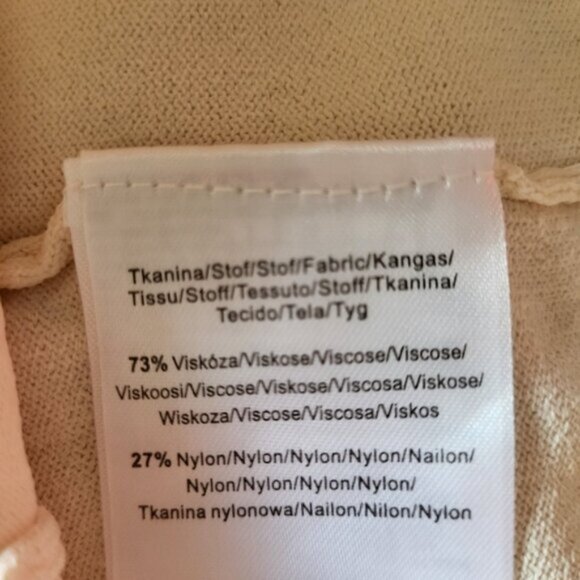 Tkanina/Stof/Stof/Fabric/Kangas/
Tissu/Stoff/Tessuto/Stoff/Tkanina/
Tecido/Tela/Tyg
73% Viskóza/Viskose/Viscose/Viscose/
Viskoosi/Viscose/Viskose/Viscosa/Viskose/
Wiskoza/Viscose/Viscosa/Viskos
27% Nylon/Nylon/Nylon/Nylon/Nailon/
Nylon/Nylon/Nylon/Nylon/
Tkanina nylonowa/Nailon/Nilon/Nylon